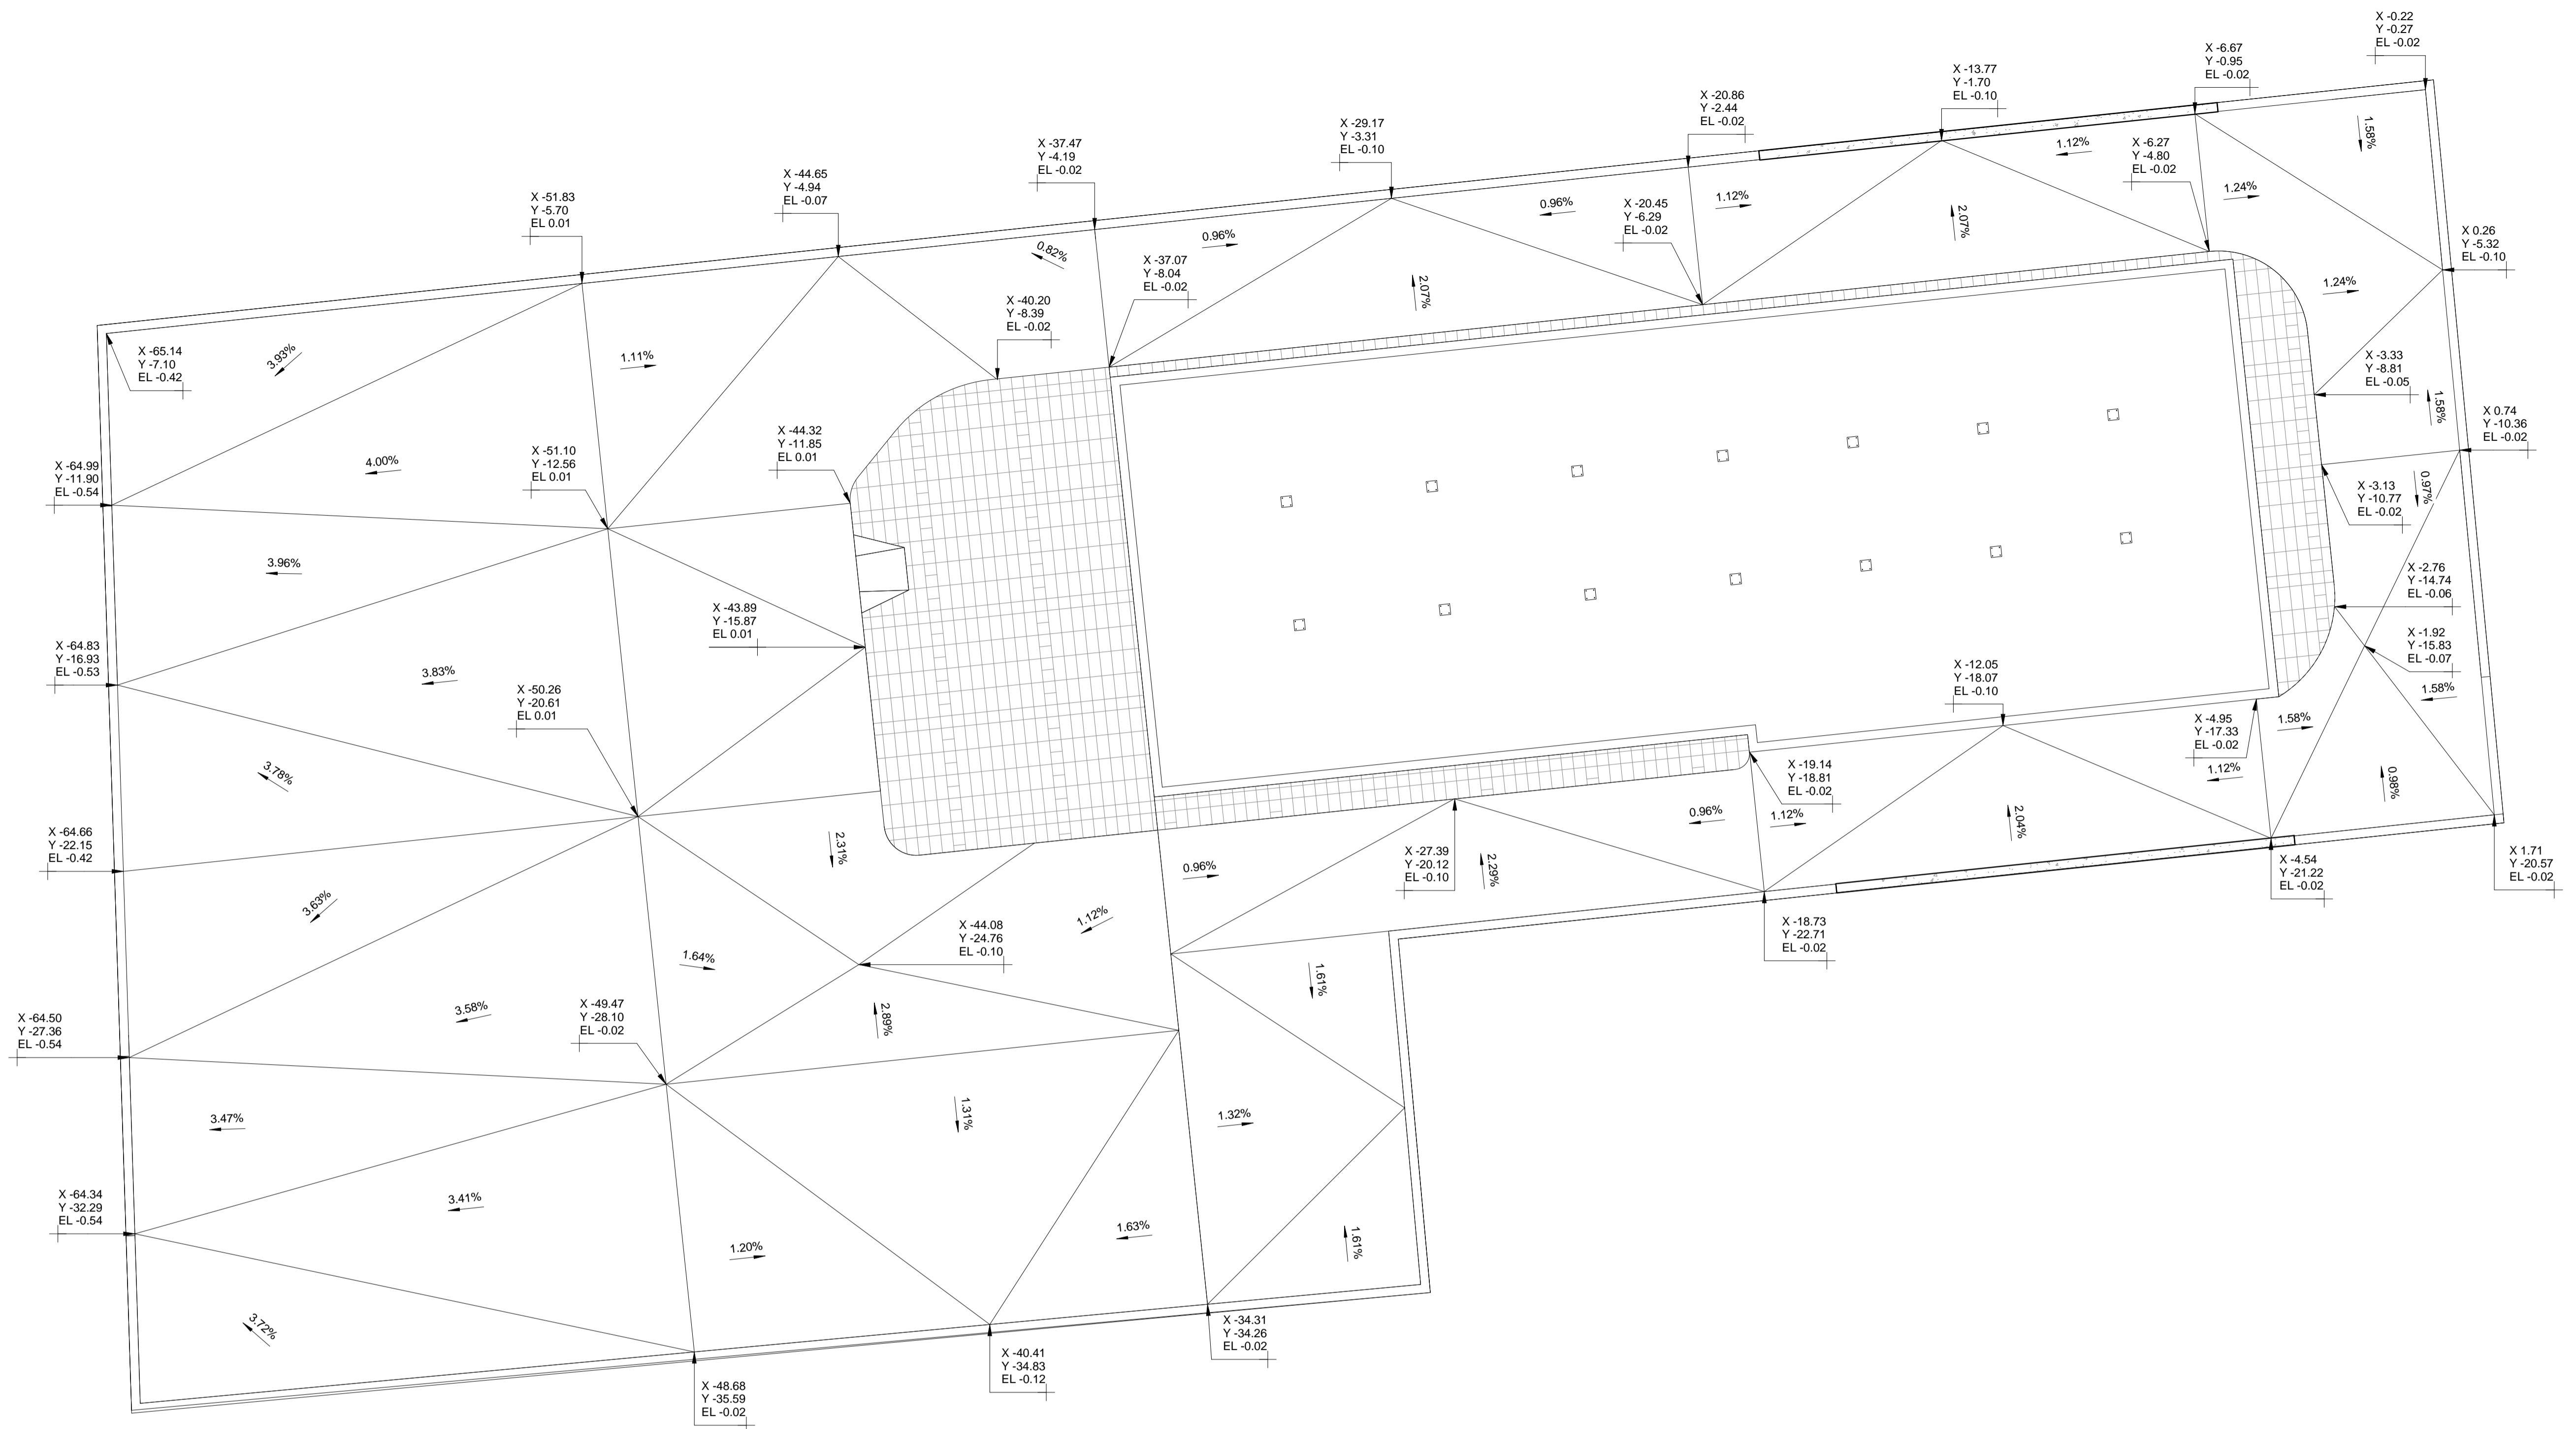 X -0.22
Y -0.27
EL -0.02
X -6.67
Y -0.95
EL -0.02
X -13.77
Y -1.70
EL -0.10
X -20.86
Y -2.44
EL -0.02
X -29.17
Y -3.31
EL -0.10
X -37.47
Y -4.19
EL -0.02
X -44.65
Y -4.94
EL -0.07
X -51.83
Y -5.70
EL 0.01
1.58%
1.12%
X -6.27
Y -4.80
EL -0.02
1.24%
0.96%
1.12%
X -20.45
Y -6.29
EL -0.02
2.07%
0.82%
0.96%
X -37.07
Y -8.04
EL -0.02
2.07%
X 0.26
Y -5.32
EL -0.10
1.24%
X -40.20
Y -8.39
EL -0.02
X -65.14
Y -7.10
EL -0.42
3.93%
1.11%
X -3.33
Y -8.81
EL -0.05
1.58%
X 0.74
Y -10.36
EL -0.02
X -44.32
Y -11.85
EL 0.01
X -51.10
Y -12.56
EL 0.01
4.00%
X -64.99
Y -11.90
EL -0.54
X -3.13
Y -10.77
EL -0.02
0.97%
3.96%
X -2.76
Y -14.74
EL -0.06
X -43.89
Y -15.87
EL 0.01
X -1.92
Y -15.83
EL -0.07
X -64.83
Y -16.93
EL -0.53
3.83%
X -50.26
Y -20.61
EL 0.01
X -12.05
Y -18.07
EL -0.10
1.58%
X -4.95
Y -17.33
EL -0.02
1.58%
3.78%
X -19.14
Y -18.81
EL -0.02
1.12%
0.98%
X -64.66
Y -22.15
EL -0.42
2.31%
0.96%
1.12%
2.04%
X -27.39
Y -20.12
EL -0.10
2.29%
0.96%
X -4.54
Y -21.22
EL -0.02
X 1.71
Y -20.57
EL -0.02
3.63%
1.12%
X -44.08
Y -24.76
EL -0.10
X -18.73
Y -22.71
EL -0.02
1.64%
1.61%
X -64.50
Y -27.36
EL -0.54
3.58%
X -49.47
Y -28.10
EL -0.02
2.89%
3.47%
1.31%
1.32%
X -64.34
Y -32.29
EL -0.54
3.41%
1.20%
1.63%
1.61%
3.72%
X -34.31
Y -34.26
EL -0.02
X -40.41
Y -34.83
EL -0.12
X -48.68
Y -35.59
EL -0.02